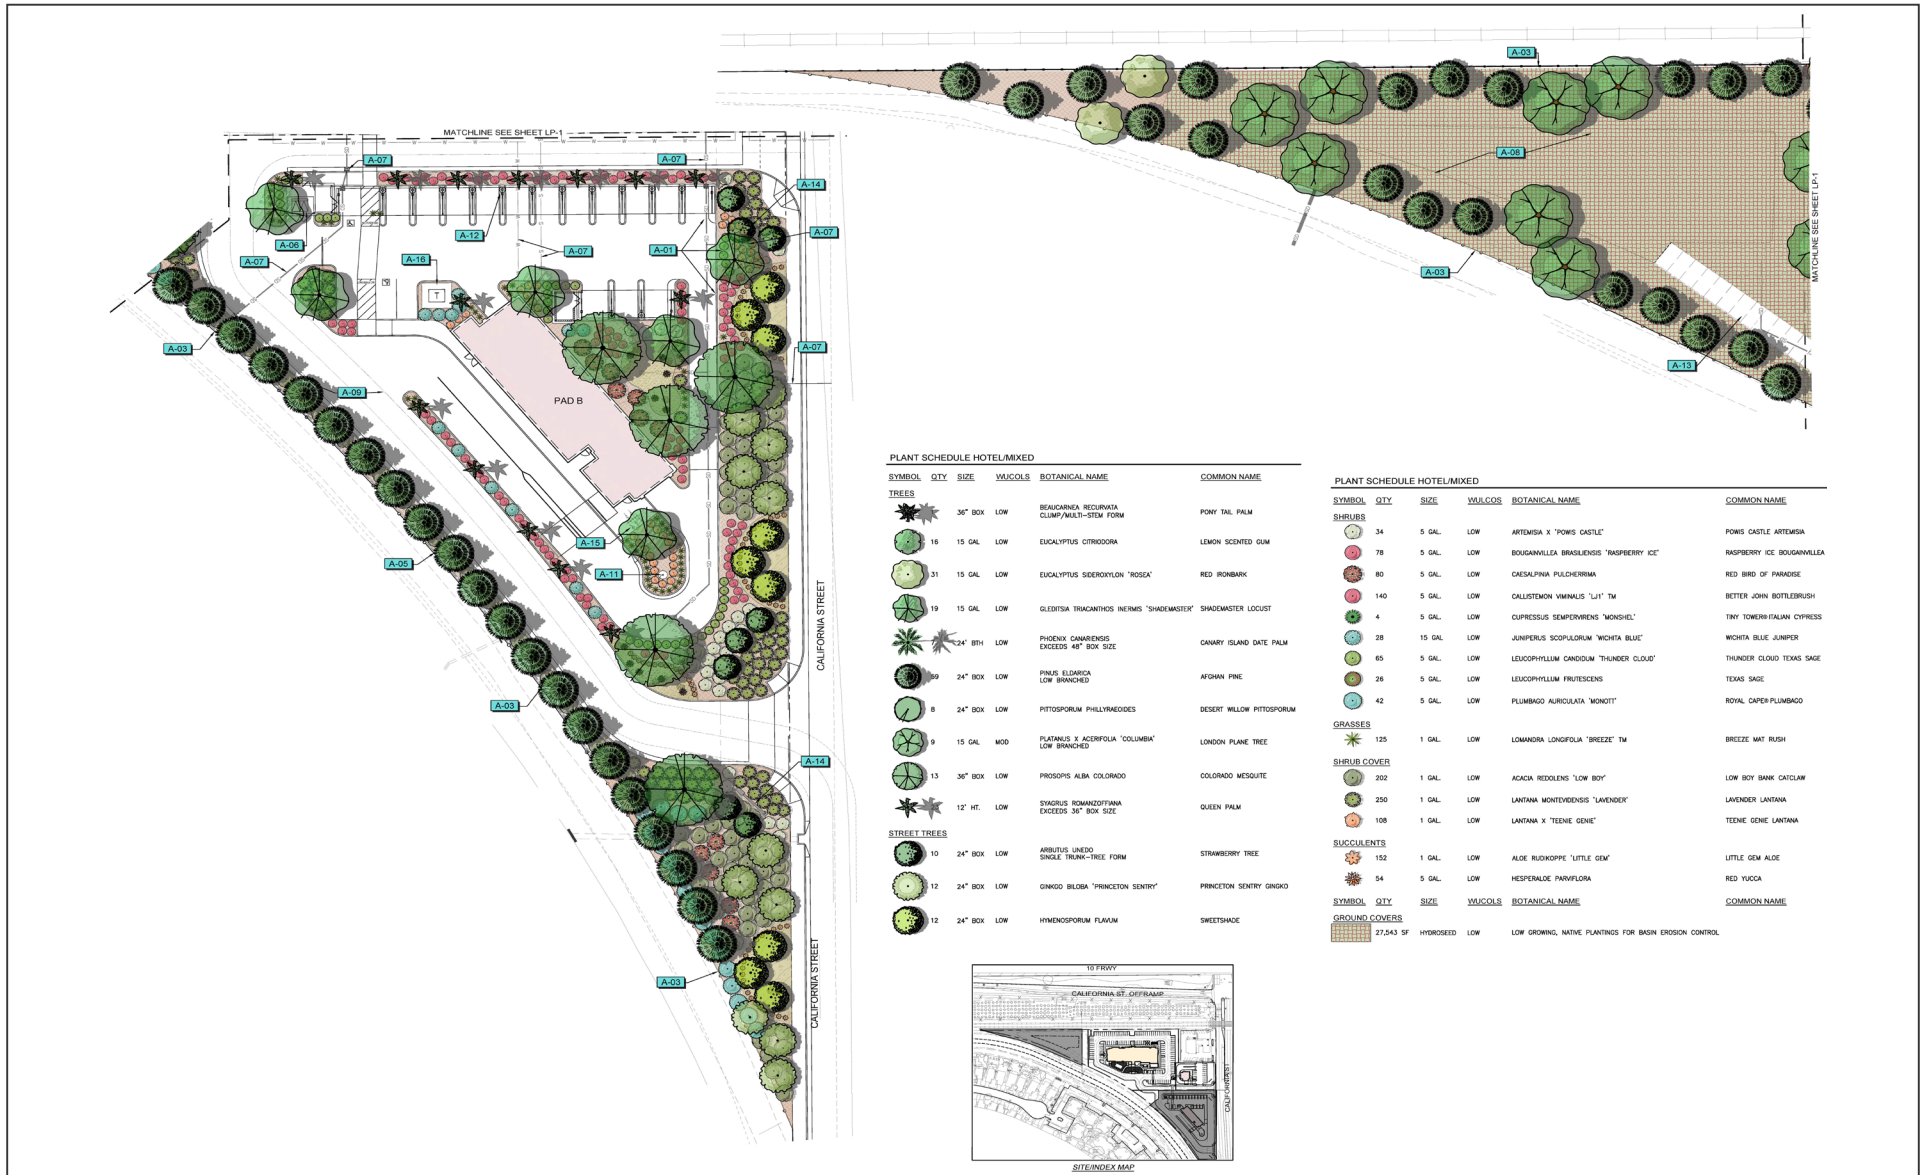 A-03
MATCHLINE SEE SHEET LP-1
A-07
A-07
A-14
A-08
A-07
A-12
A-06
A-07
A-01
A-07
A-16
T
A-03
MATCHLINE SEE SHEET LP-1
A-03
A-07
A-13
A-09
PAD B
A-15
A-05
A-11
CALIFORNIA STREET
A-03
A-14
A-03
CALIFORNIA STREET
PLANT SCHEDULE HOTEL/MIXED
SYMBOL QTY SIZE WUCOLS BOTANICAL NAME COMMON NAME
TREES
36" BOX LOW BEAUCARNEA RECURVATA PONY TAIL PALM
CLUMP/MULTI-STEM FORM
16 15 GAL LOW EUCALYPTUS CITRIODORA LEMON SCENTED GUM
31 15 GAL LOW EUCALYPTUS SIDEROXYLON 'ROSEA' RED IRONBARK
19 15 GAL LOW GLEDITSIA TRIACANTHOS INERMIS 'SHADEMASTER' SHADEMASTER LOCUST
24' BTH LOW PHOENIX CANARIENSIS CANARY ISLAND DATE PALM
EXCEEDS 48" BOX SIZE
59 24" BOX LOW PINUS ELDARICA AFGHAN PINE
LOW BRANCHED
8 24" BOX LOW PITTOSPORUM PHILLYRAEOIDES DESERT WILLOW PITTOSPORUM
9 15 GAL MOD PLATANUS X ACERIFOLIA 'COLUMBIA' LONDON PLANE TREE
LOW BRANCHED
13 36" BOX LOW PROSOPIS ALBA COLORADO COLORADO MESQUITE
12' HT. LOW SYAGRUS ROMANZOFFIANA QUEEN PALM
EXCEEDS 36" BOX SIZE
STREET TREES
10 24" BOX LOW ARBUTUS UNEDO STRAWBERRY TREE
SINGLE TRUNK-TREE FORM
12 24" BOX LOW GINKGO BILOBA 'PRINCETON SENTRY' PRINCETON SENTRY GINGKO
12 24" BOX LOW HYMENOSPORUM FLAVUM SWEETSHADE
PLANT SCHEDULE HOTEL/MIXED
SYMBOL QTY SIZE WULCOS BOTANICAL NAME COMMON NAME
SHRUBS
34 5 GAL. LOW ARTEMISIA X 'POWIS CASTLE' POWIS CASTLE ARTEMISIA
78 5 GAL. LOW BOUGAINVILLEA BRASILIENSIS 'RASPBERRY ICE' RASPBERRY ICE BOUGAINVILLEA
80 5 GAL. LOW CAESALPINIA PULCHERRIMA RED BIRD OF PARADISE
140 5 GAL. LOW CALLISTEMON VIMINALIS 'LJ1' TM BETTER JOHN BOTTLEBRUSH
4 5 GAL. LOW CUPRESSUS SEMPERVIRENS 'MONSHEL' TINY TOWER® ITALIAN CYPRESS
28 15 GAL LOW JUNIPERUS SCOPULORUM 'WICHITA BLUE' WICHITA BLUE JUNIPER
65 5 GAL. LOW LEUCOPHYLLUM CANDIDUM 'THUNDER CLOUD' THUNDER CLOUD TEXAS SAGE
26 5 GAL. LOW LEUCOPHYLLUM FRUTESCENS TEXAS SAGE
42 5 GAL. LOW PLUMBAGO AURICULATA 'MONOTT' ROYAL CAPE® PLUMBAGO
GRASSES
125 1 GAL. LOW LOMANDRA LONGIFOLIA 'BREEZE' TM BREEZE MAT RUSH
SHRUB COVER
202 1 GAL. LOW ACACIA REDOLENS 'LOW BOY' LOW BOY BANK CATCLAW
250 1 GAL. LOW LANTANA MONTEVIDENSIS 'LAVENDER' LAVENDER LANTANA
108 1 GAL. LOW LANTANA X 'TEENIE GENIE' TEENIE GENIE LANTANA
SUCCULENTS
152 1 GAL. LOW ALOE RUDIKOPPE 'LITTLE GEM' LITTLE GEM ALOE
54 5 GAL. LOW HESPERALOE PARVIFLORA RED YUCCA
SYMBOL QTY SIZE WUCOLS BOTANICAL NAME COMMON NAME
GROUND COVERS
27,543 SF HYDROSEED LOW LOW GROWING, NATIVE PLANTINGS FOR BASIN EROSION CONTROL
10 FRWY
CALIFORNIA ST. OFFRAMP
CALIFORNIA ST
SITE/INDEX MAP